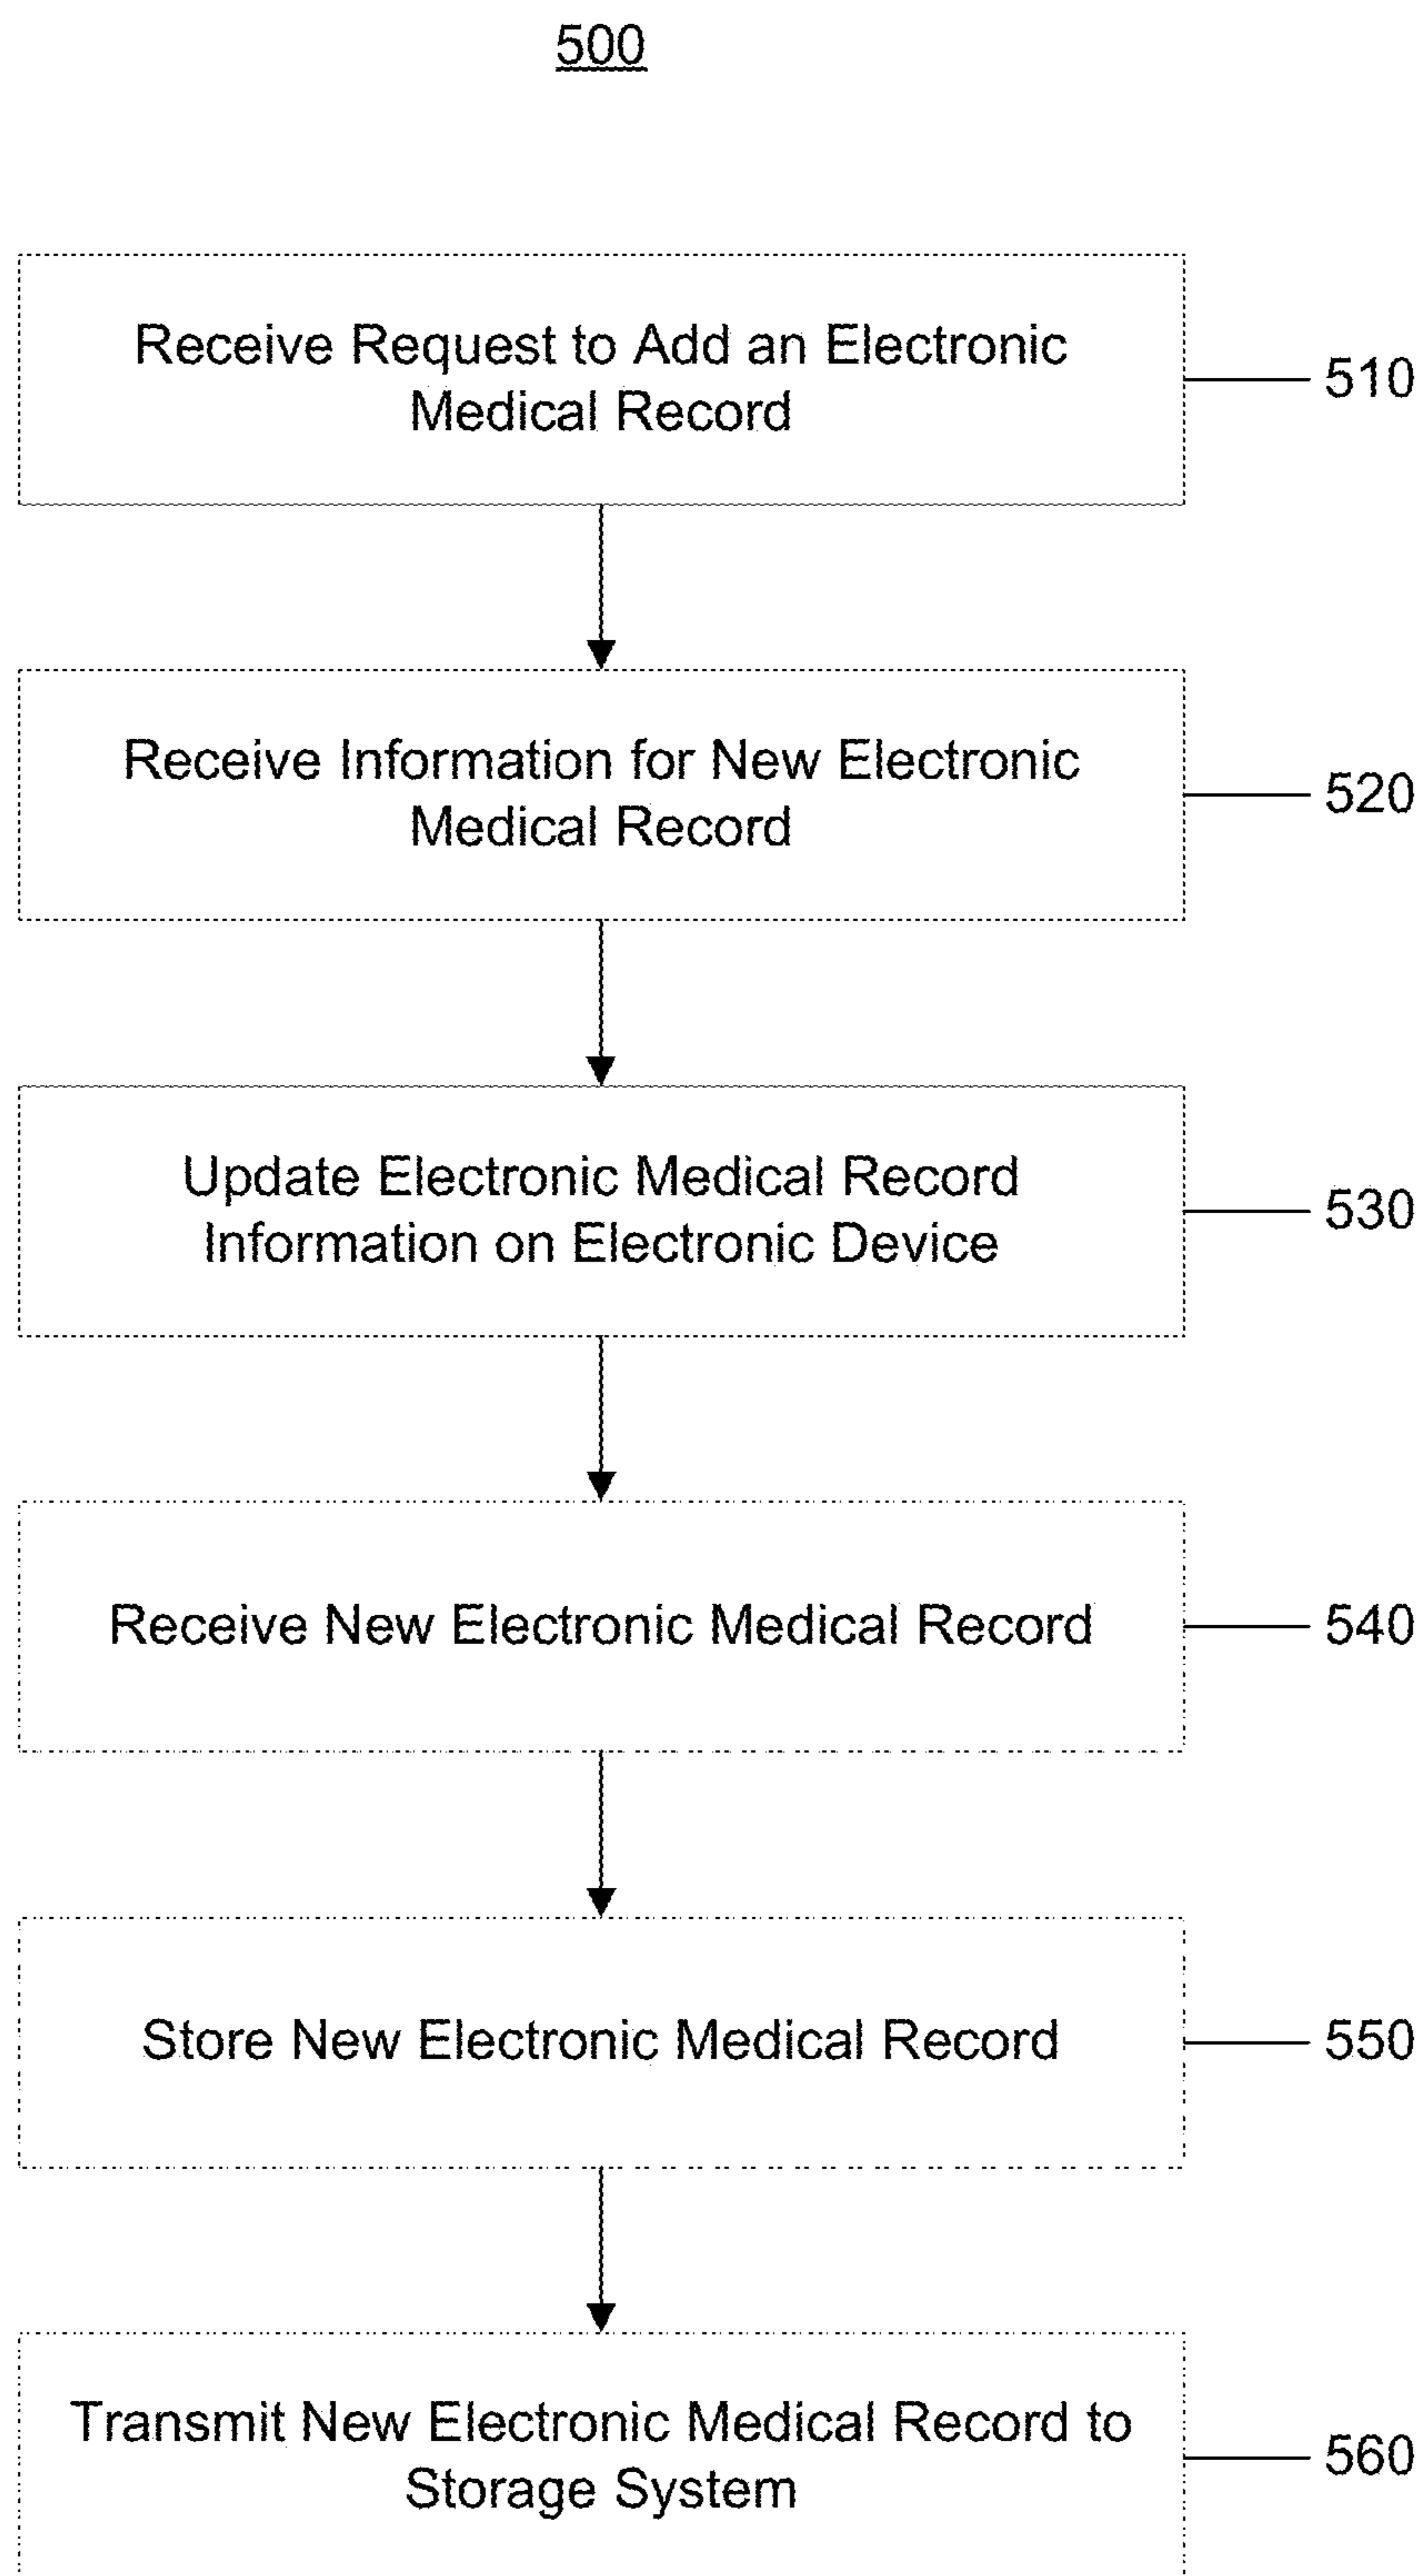 500
Receive Request to Add an Electronic
Medical Record
510
Receive Information for New Electronic
Medical Record
520
Update Electronic Medical Record
Information on Electronic Device
530
Receive New Electronic Medical Record
540
Store New Electronic Medical Record
550
Transmit New Electronic Medical Record to
Storage System
560